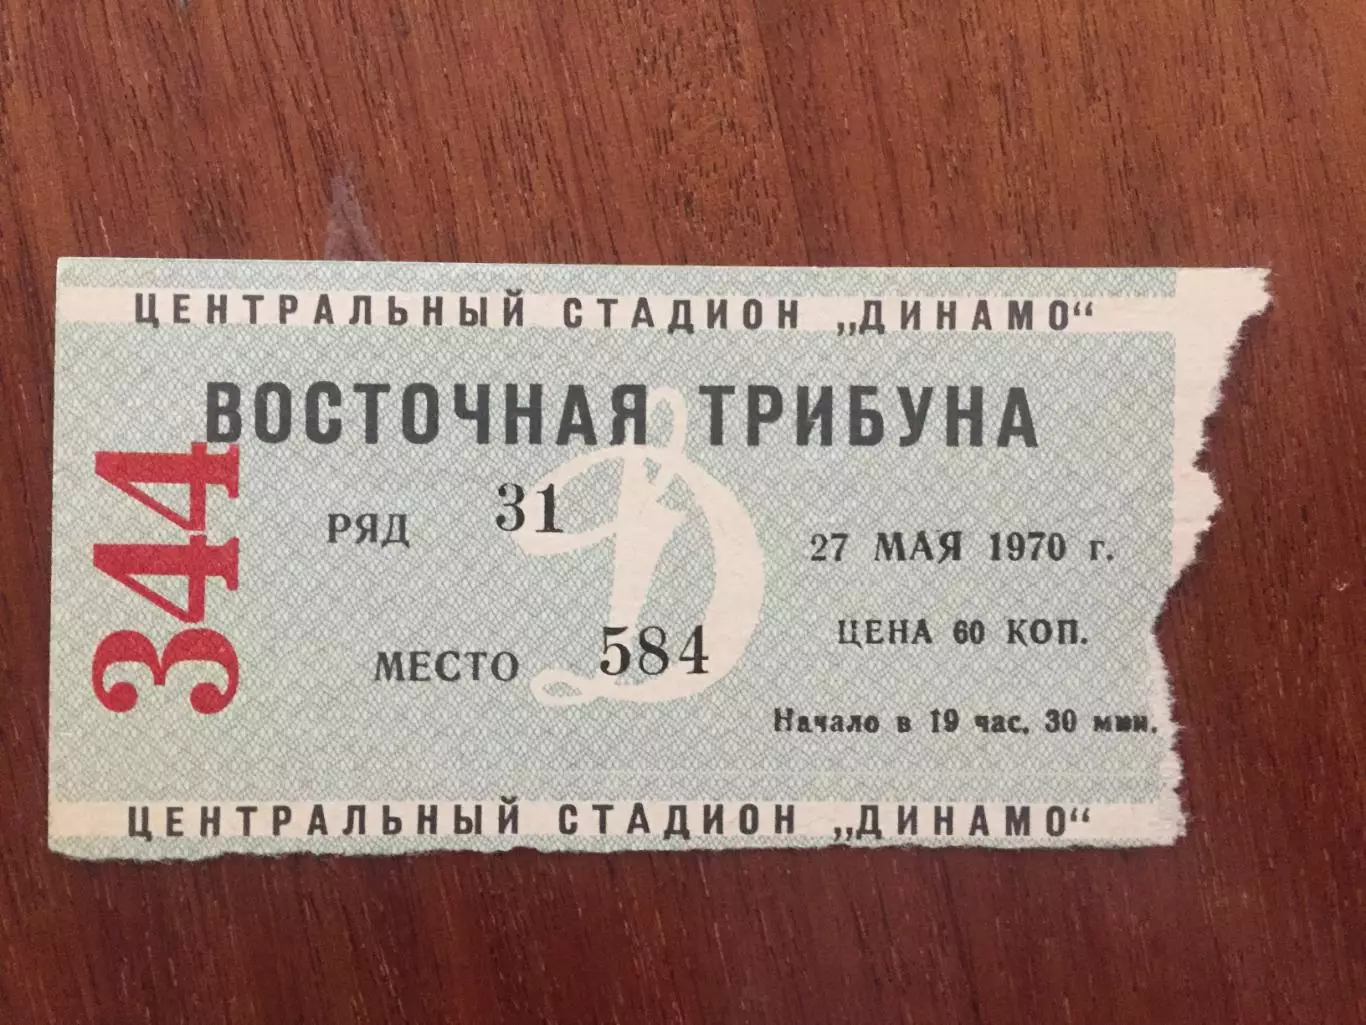 ЦЕНТРАЛЬНЫЙ СТАДИОН „ДИНАМО“
ВОСТОЧНАЯ ТРИБУНА
344
РЯД 31
27 МАЯ 1970 г.
ЦЕНА 60 КОП.
МЕСТО 584
Начало в 19 час. 30 мин.
ЦЕНТРАЛЬНЫЙ СТАДИОН „ДИНАМО“
Д